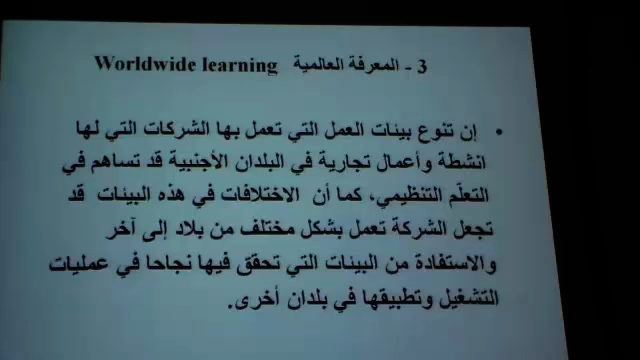 3 - المعرفة العالمية Worldwide learning
• إن تنوع بيئات العمل التي تعمل بها الشركات التي لها
انشطة وأعمال تجارية في البلدان الأجنبية قد تساهم في
التعلّم التنظيمي، كما أن الاختلافات في هذه البيئات قد
تجعل الشركة تعمل بشكل مختلف من بلاد إلى آخر
والاستفادة من البيئات التي تحقق فيها نجاحا في عمليات
التشغيل وتطبيقها في بلدان أخرى.